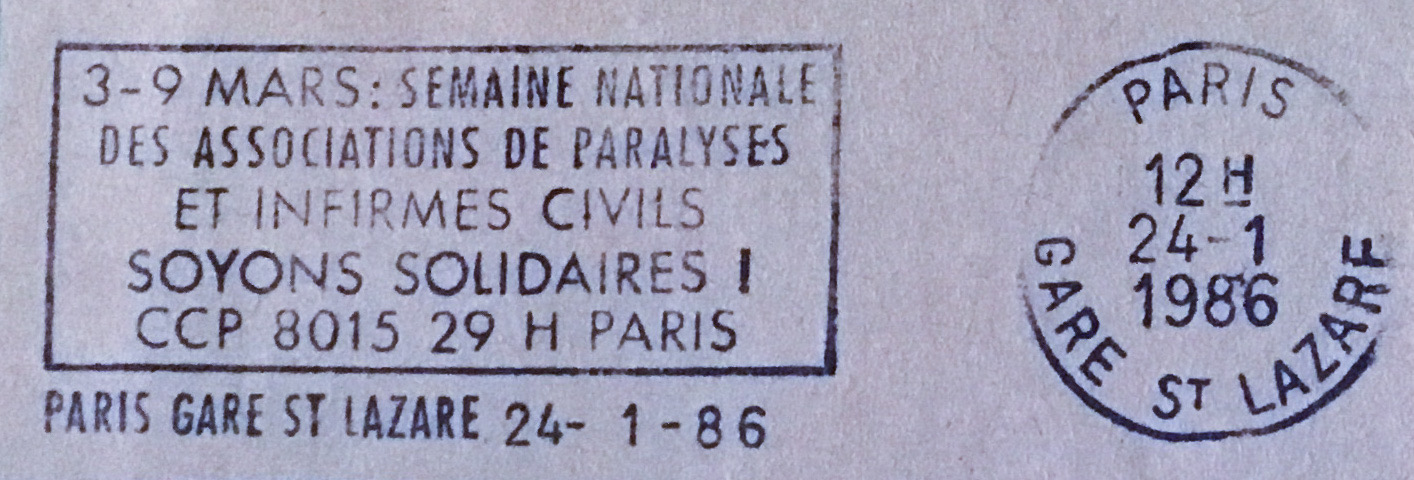 3-9 MARS: SEMAINE NATIONALE
DES ASSOCIATIONS DE PARALYSES
ET INFIRMES CIVILS
SOYONS SOLIDAIRES !
CCP 8015 29 H PARIS
PARIS GARE ST LAZARE 24- 1 -86
PARIS
12 H
24-1
1986
GARE ST LAZARE